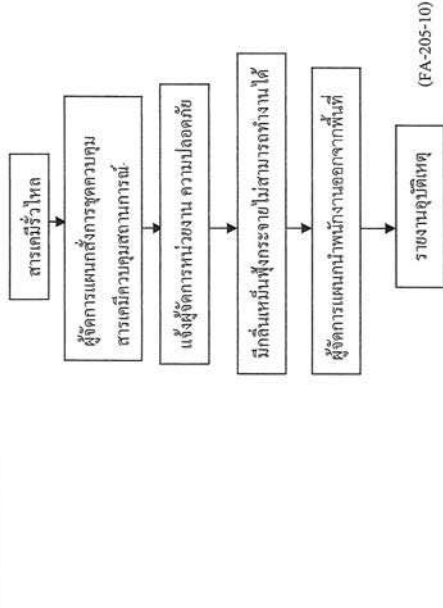 สารเคมีรั่วไหล
ผู้จัดการแผนกสั่งการชุดควบคุม
สารเคมีควบคุมสถานการณ์
แจ้งผู้จัดการหน่วยงาน ความปลอดภัย
มีกลิ่นเหม็นฟุ้งกระจายไม่สามารถทำงานได้
ผู้จัดการแผนกนำพนักงานออกจากพื้นที่
รายงานอุบัติเหตุ
(FA-205-10)